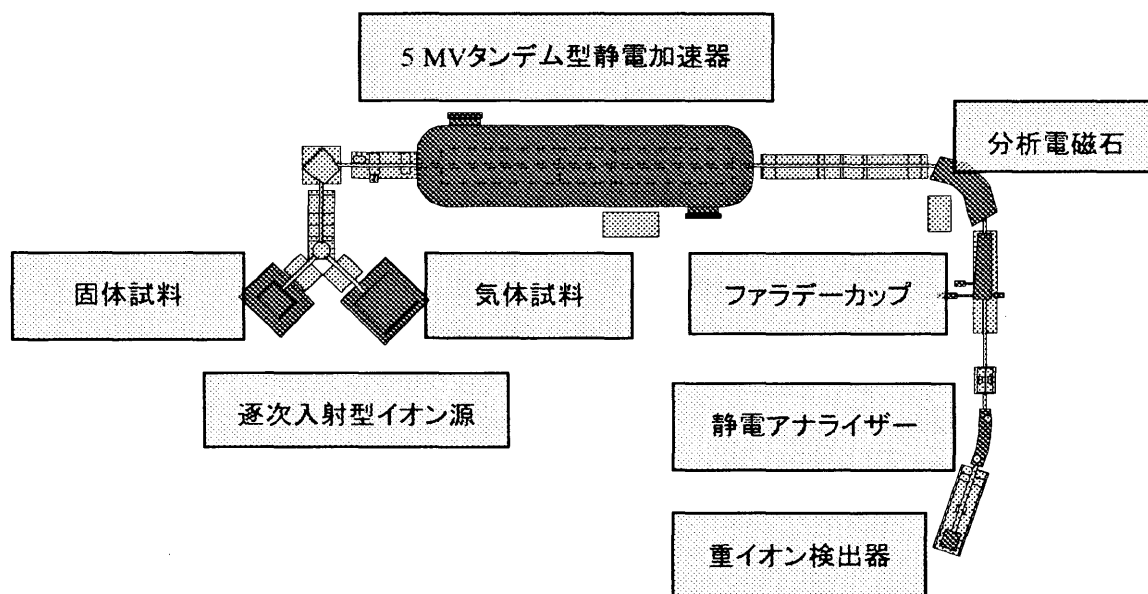 5 MVタンデム型静電加速器
分析電磁石
固体試料
気体試料
ファラデーカップ
逐次入射型イオン源
静電アナライザー
重イオン検出器